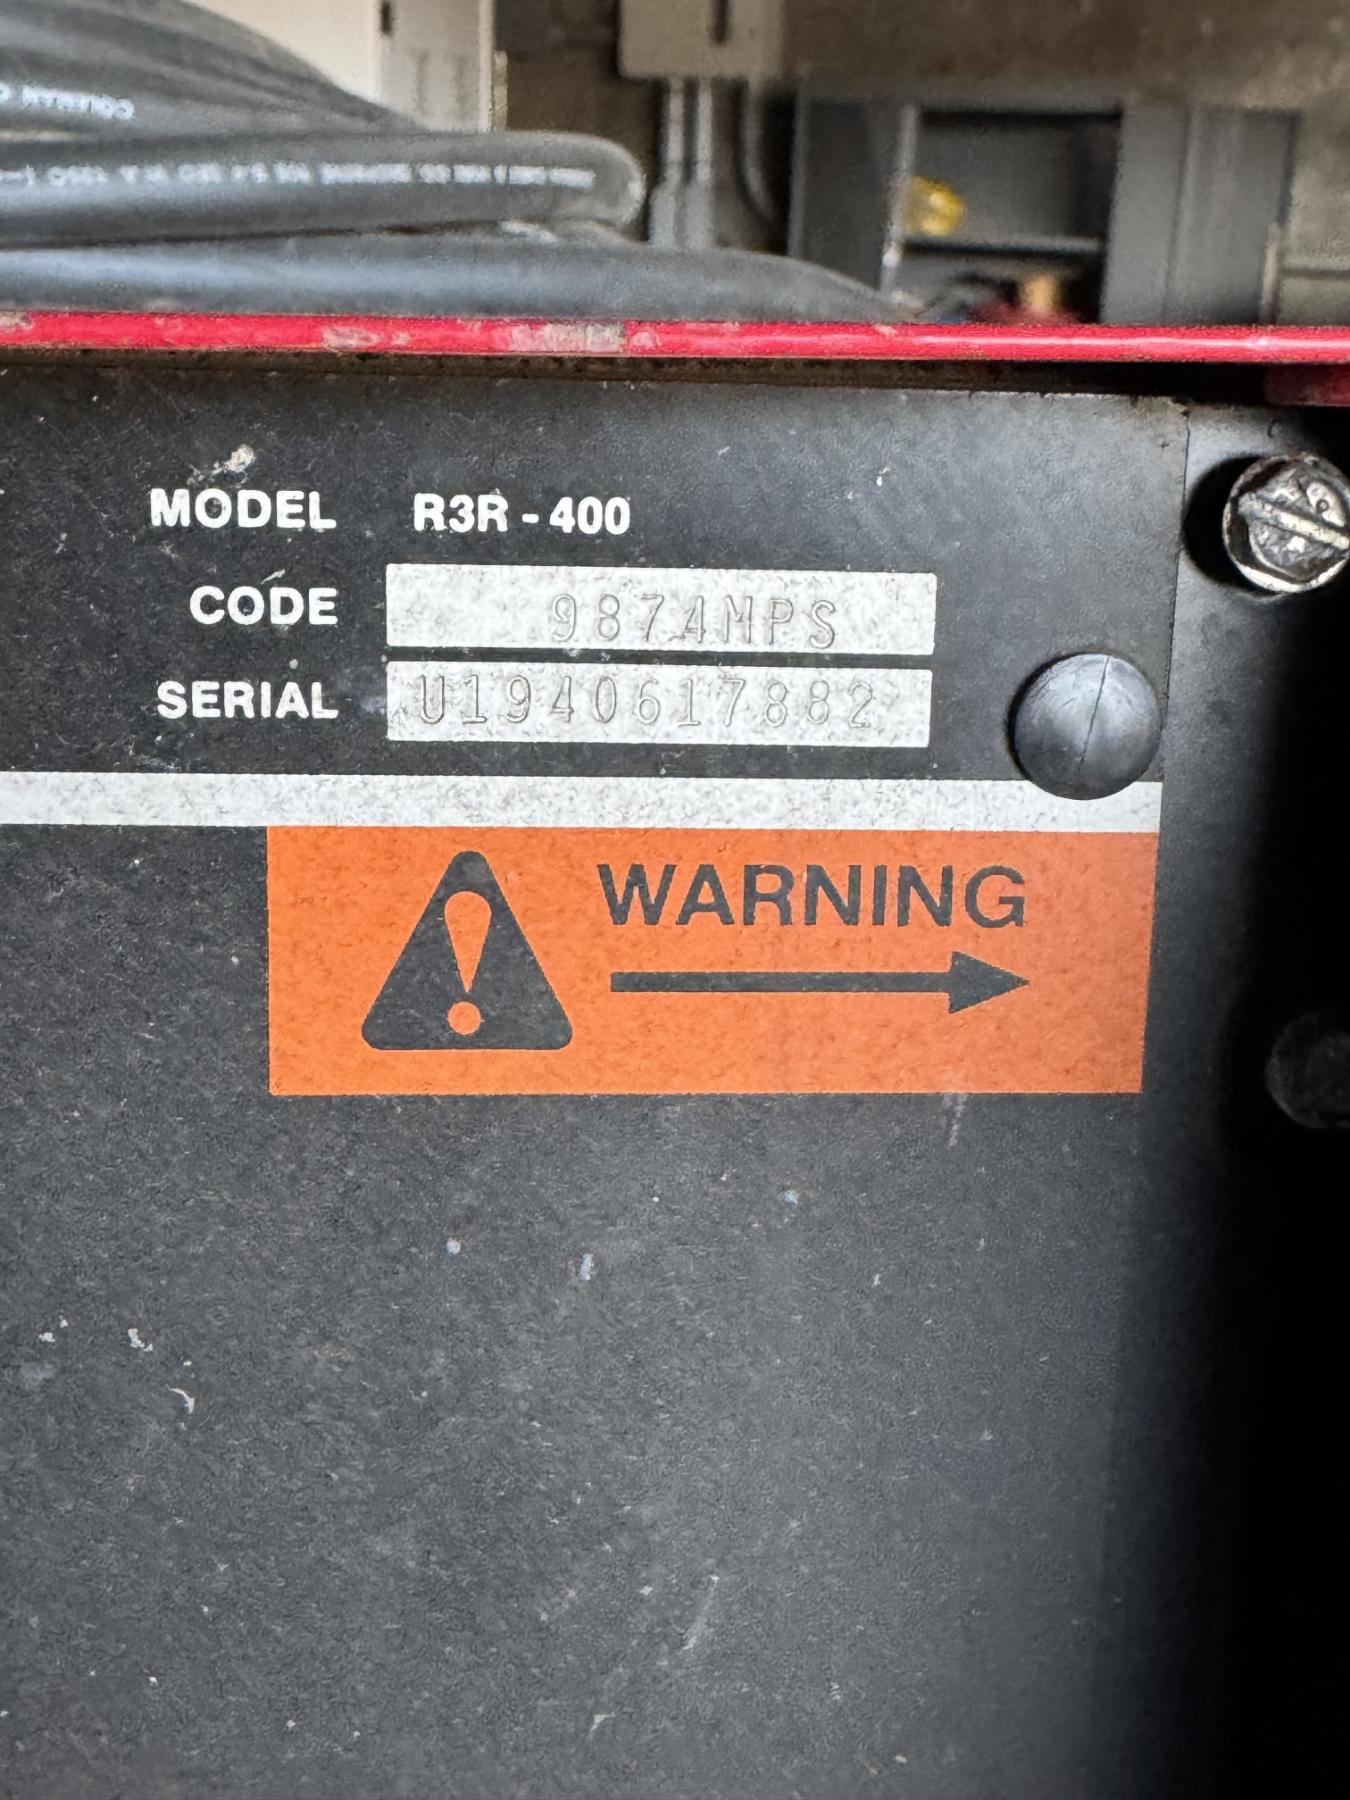 MODEL R3R - 400
CODE 9874MPS
SERIAL U1940617882
WARNING